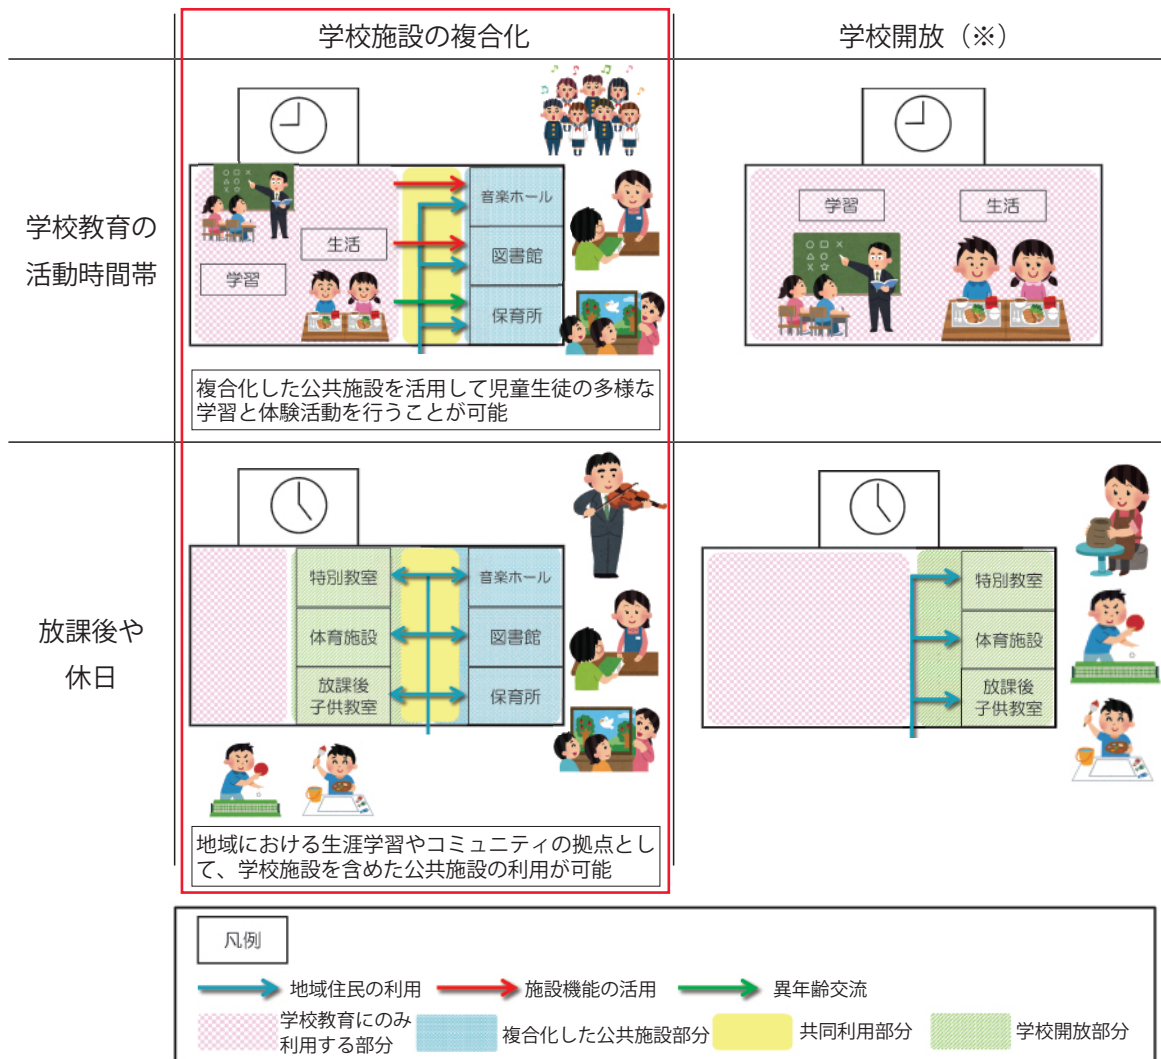 学校施設の複合化
学校開放（※）
学校教育の
活動時間帯
学習
生活
音楽ホール
図書館
保育所
複合化した公共施設を活用して児童生徒の多様な
学習と体験活動を行うことが可能
学習
生活
放課後や
休日
特別教室
体育施設
放課後
子供教室
音楽ホール
図書館
保育所
地域における生涯学習やコミュニティの拠点とし
て、学校施設を含めた公共施設の利用が可能
特別教室
体育施設
放課後
子供教室
凡例
地域住民の利用
施設機能の活用
異年齢交流
学校教育にのみ
利用する部分
複合化した公共施設部分
共同利用部分
学校開放部分